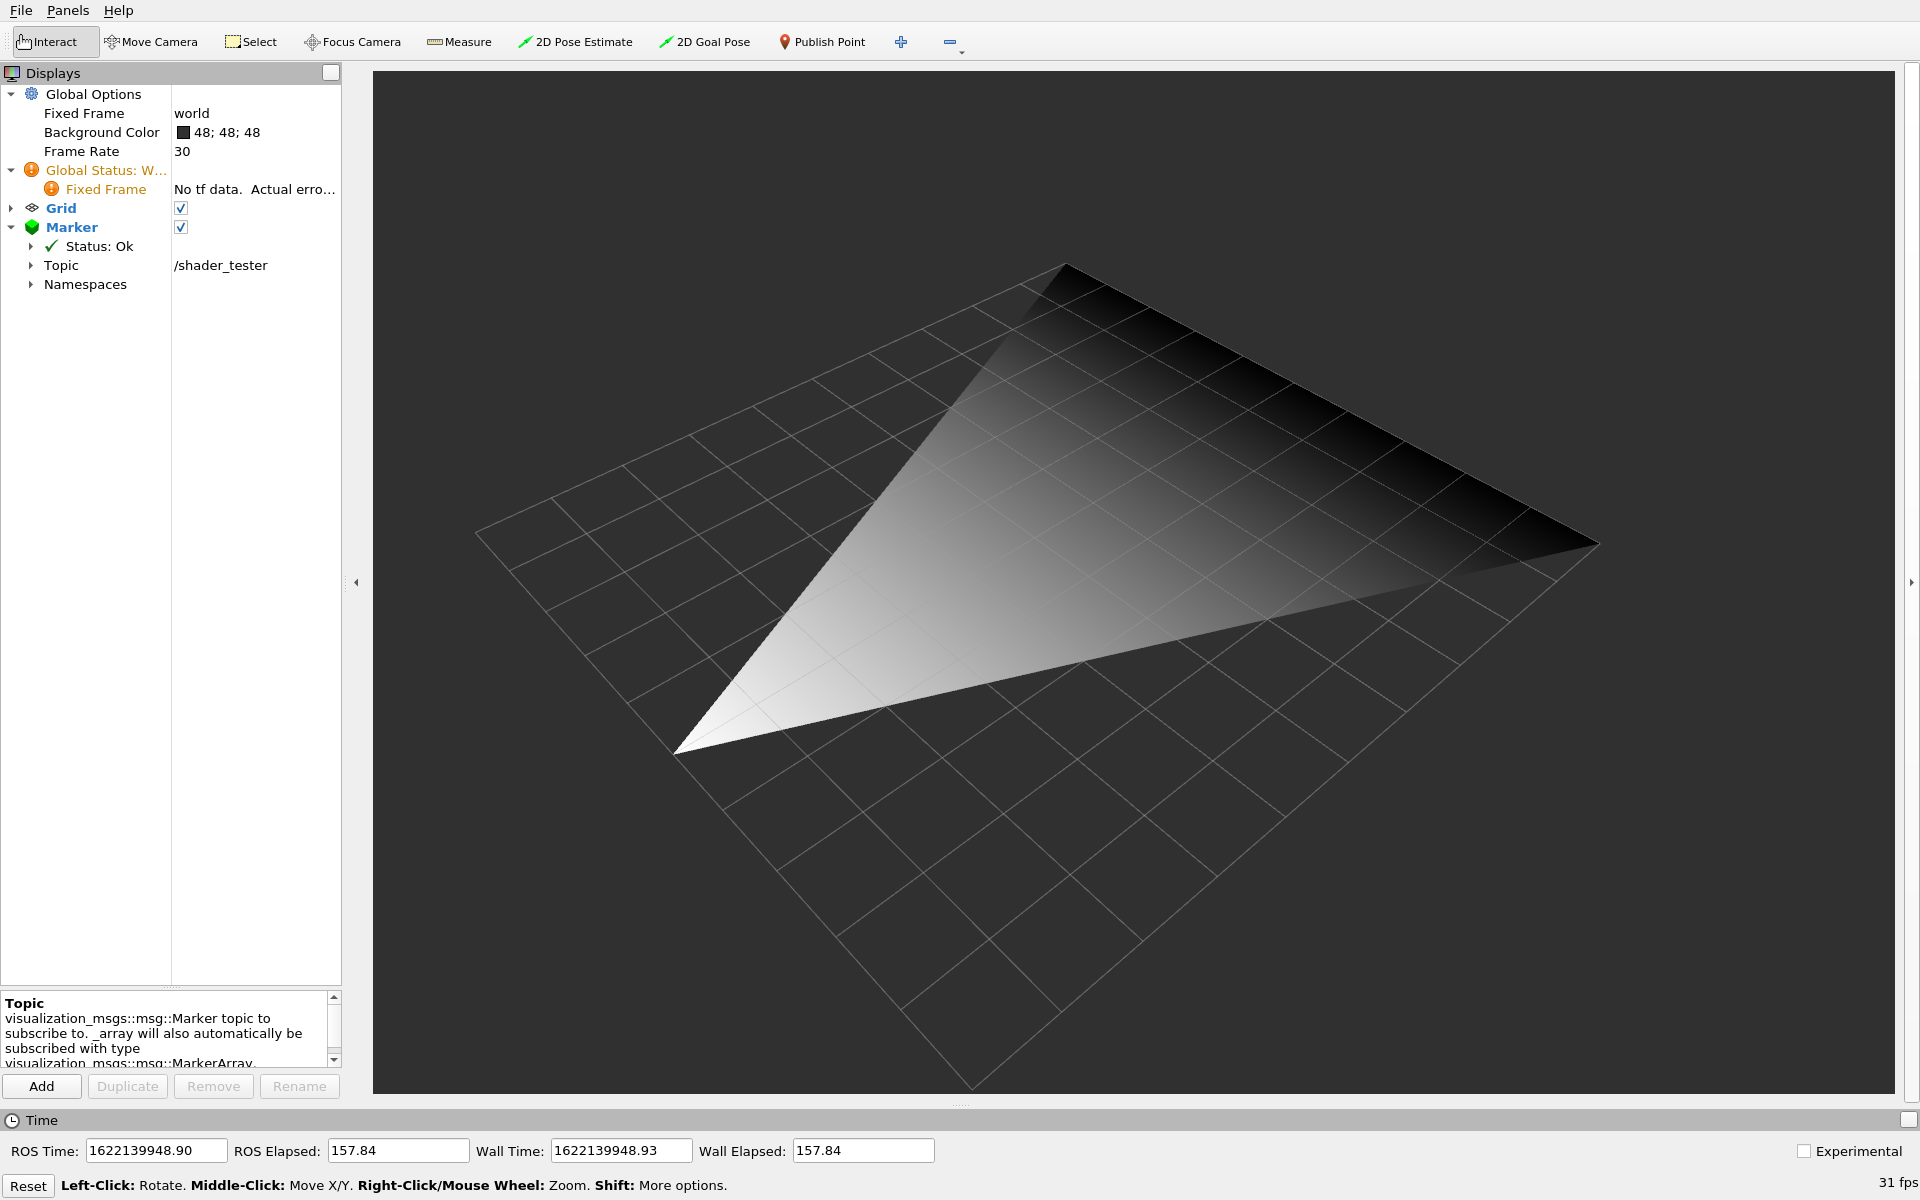 File Panels Help
Interact Move Camera Select Focus Camera Measure 2D Pose Estimate 2D Goal Pose Publish Point
Displays
Global Options
Fixed Frame world
Background Color 48; 48; 48
Frame Rate 30
Global Status: W...
Fixed Frame No tf data. Actual erro...
Grid
Marker
Status: Ok
Topic /shader_tester
Namespaces
Topic
visualization_msgs::msg::Marker topic to
subscribe to. _array will also automatically be
subscribed with type
visualization_msgs::msg::MarkerArray.
Add Duplicate Remove Rename
Time
ROS Time: 1622139948.90 ROS Elapsed: 157.84 Wall Time: 1622139948.93 Wall Elapsed: 157.84 Experimental
Reset Left-Click: Rotate. Middle-Click: Move X/Y. Right-Click/Mouse Wheel: Zoom. Shift: More options. 31 fps